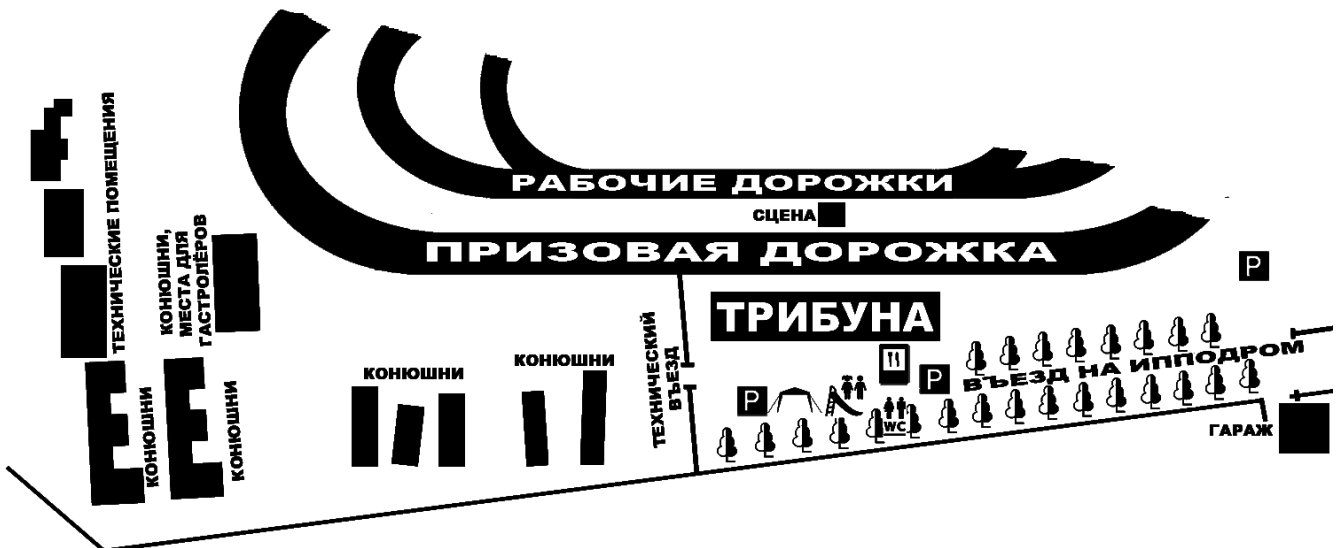 РАБОЧИЕ ДОРОЖКИ
СЦЕНА
ПРИЗОВАЯ ДОРОЖКА
ТЕХНИЧЕСКИЕ ПОМЕЩЕНИЯ
КОНЮШНИ,
МЕСТА ДЛЯ
ГАСТРОЛЁРОВ
P
ТРИБУНА
ТЕХНИЧЕСКИЙ
ВЪЕЗД
КОНЮШНИ
КОНЮШНИ
P
ВЪЕЗД НА ИППОДРОМ
P
WC
ГАРАЖ
КОНЮШНИ
КОНЮШНИ